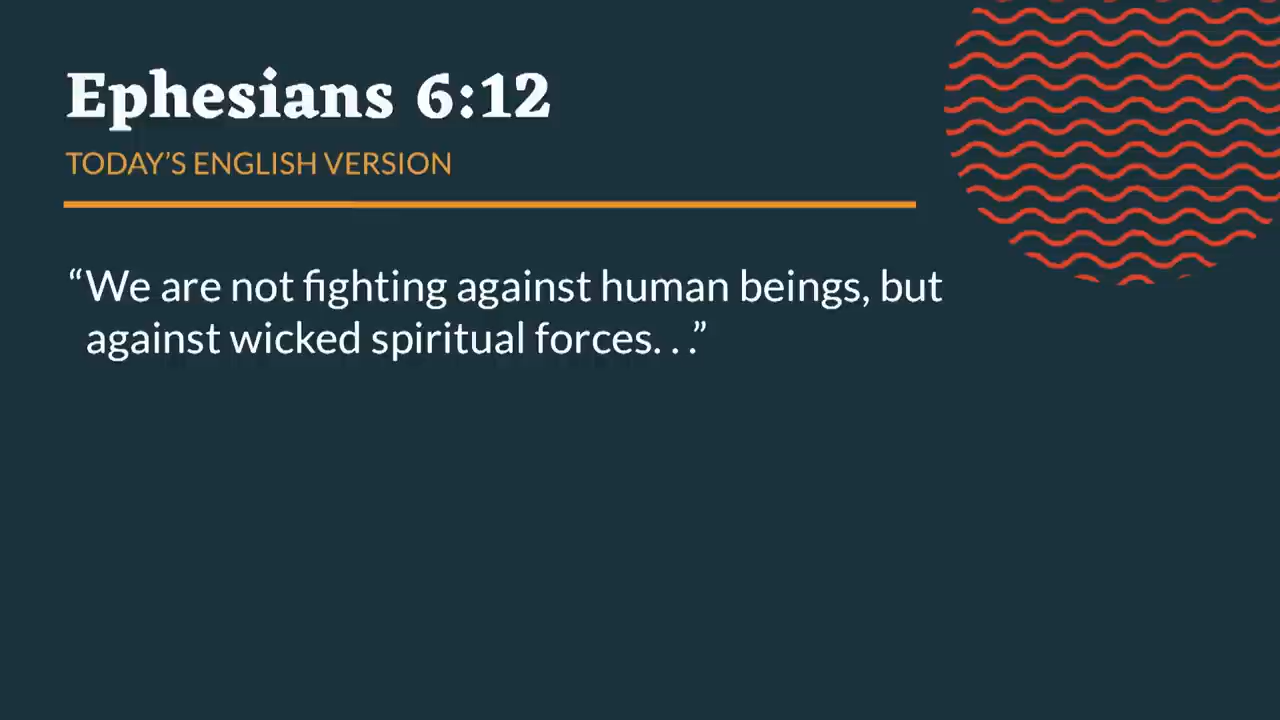 Ephesians 6:12
TODAY’S ENGLISH VERSION
“We are not fighting against human beings, but
against wicked spiritual forces. . .”